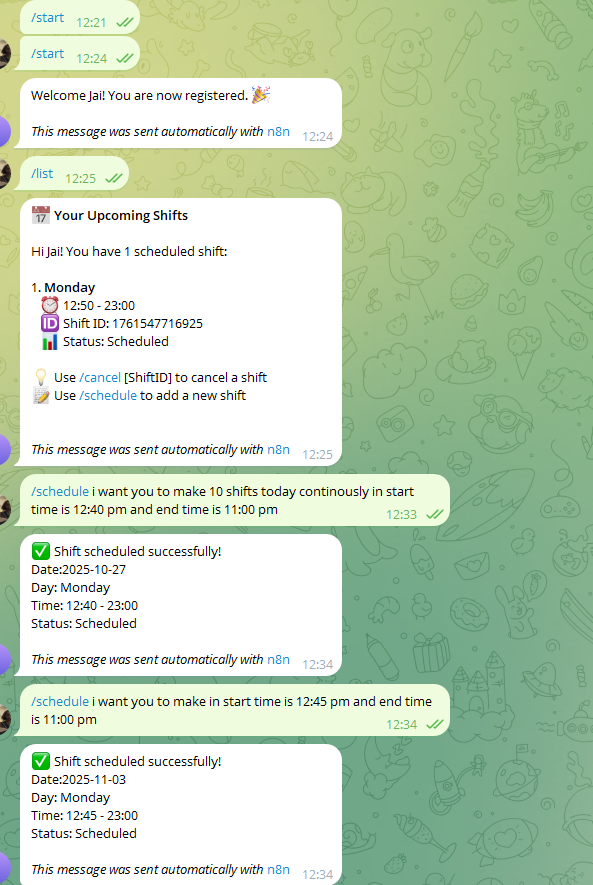 /start 12:21
/start 12:24
Welcome Jai! You are now registered. 🎉
This message was sent automatically with n8n 12:24
/list 12:25
📅 Your Upcoming Shifts
Hi Jai! You have 1 scheduled shift:
1. Monday
⏰ 12:50 - 23:00
🆔 Shift ID: 1761547716925
📊 Status: Scheduled
💡 Use /cancel [ShiftID] to cancel a shift
📝 Use /schedule to add a new shift
This message was sent automatically with n8n 12:25
/schedule i want you to make 10 shifts today continously in start
time is 12:40 pm and end time is 11:00 pm 12:33
✅ Shift scheduled successfully!
Date:2025-10-27
Day: Monday
Time: 12:40 - 23:00
Status: Scheduled
This message was sent automatically with n8n 12:34
/schedule i want you to make in start time is 12:45 pm and end time
is 11:00 pm 12:34
✅ Shift scheduled successfully!
Date:2025-11-03
Day: Monday
Time: 12:45 - 23:00
Status: Scheduled
This message was sent automatically with n8n 12:34